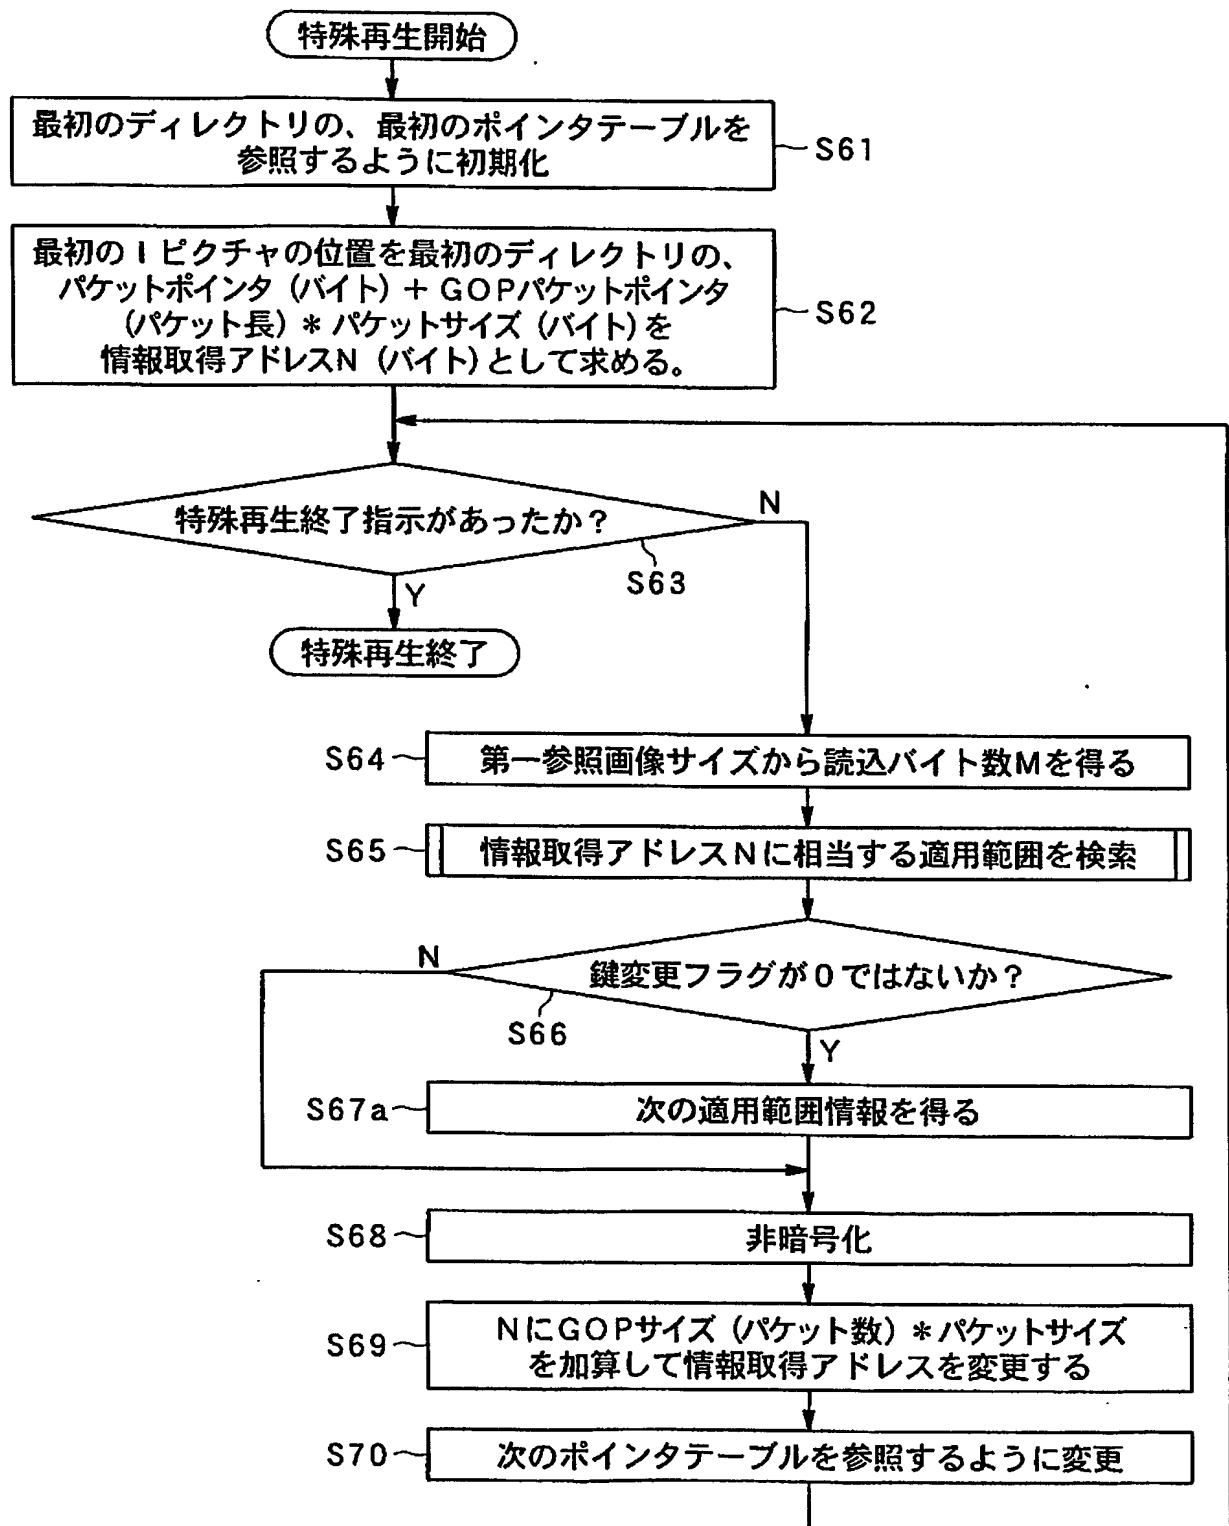 特殊再生開始
最初のディレクトリの、最初のポインタテーブルを
参照するように初期化
S61
最初のIピクチャの位置を最初のディレクトリの、
パケットポインタ(バイト)+GOPパケットポインタ
(パケット長)*パケットサイズ(バイト)を
情報取得アドレスN(バイト)として求める。
S62
特殊再生終了指示があったか?
N
S63
Y
特殊再生終了
S64
第一参照画像サイズから読込バイト数Mを得る
S65
情報取得アドレスNに相当する適用範囲を検索
N
鍵変更フラグが0ではないか?
S66
Y
S67a
次の適用範囲情報を得る
S68
非暗号化
S69
NにGOPサイズ(パケット数)*パケットサイズ
を加算して情報取得アドレスを変更する
S70
次のポインタテーブルを参照するように変更